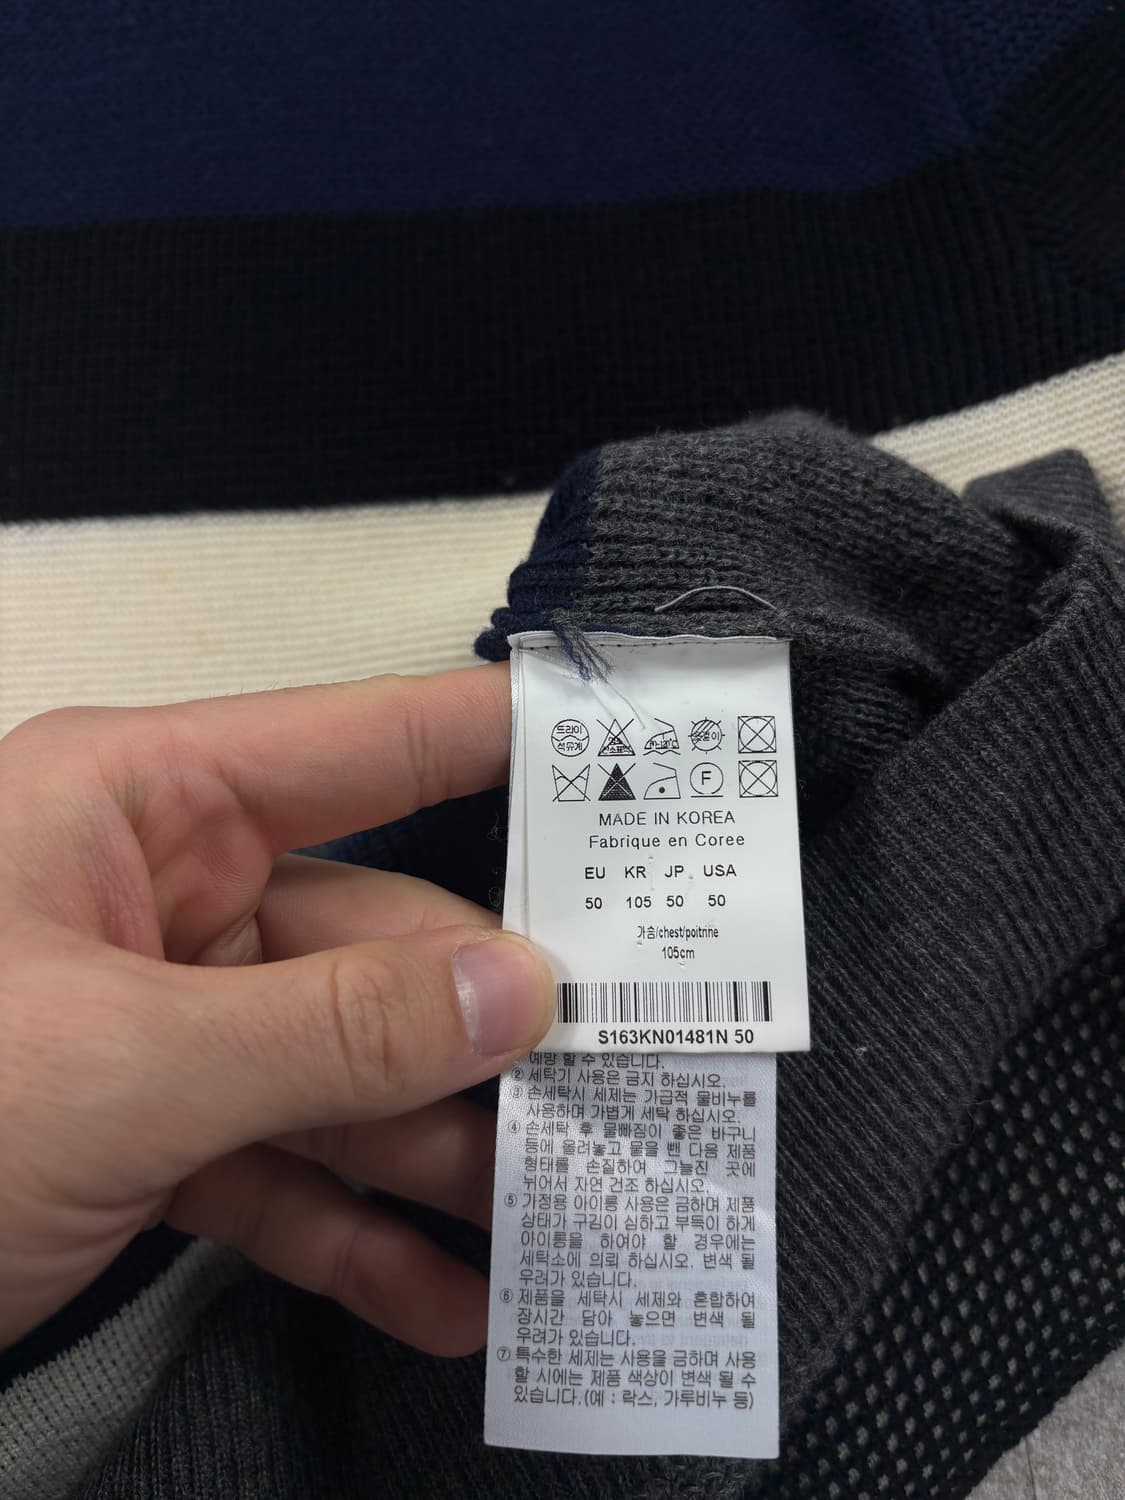 드라이
석유계
F
MADE IN KOREA
Fabrique en Coree
EU KR JP USA
50 105 50 50
가슴/chest/poitrine
105cm
S163KN01481N 50
예방 할 수 있습니다.
② 세탁기 사용은 금지 하십시오.
③ 손세탁시 세제는 가급적 물비누를
사용하며 가볍게 세탁 하십시오.
④ 손세탁 후 물빠짐이 좋은 바구니
등에 올려놓고 물을 뺀 다음 제품
형태를 손질하여 그늘진 곳에
뉘어서 자연 건조 하십시오.
⑤ 가정용 아이롱 사용은 금하며 제품
상태가 구김이 심하고 부득이 하게
아이롱을 하여야 할 경우에는
세탁소에 의뢰 하십시오. 변색 될
우려가 있습니다.
⑥ 제품을 세탁시 세제와 혼합하여
장시간 담아 놓으면 변색 될
우려가 있습니다.
⑦ 특수한 세제는 사용을 금하며 사용
할 시에는 제품 색상이 변색 될 수
있습니다.(예 : 락스, 가루비누 등)